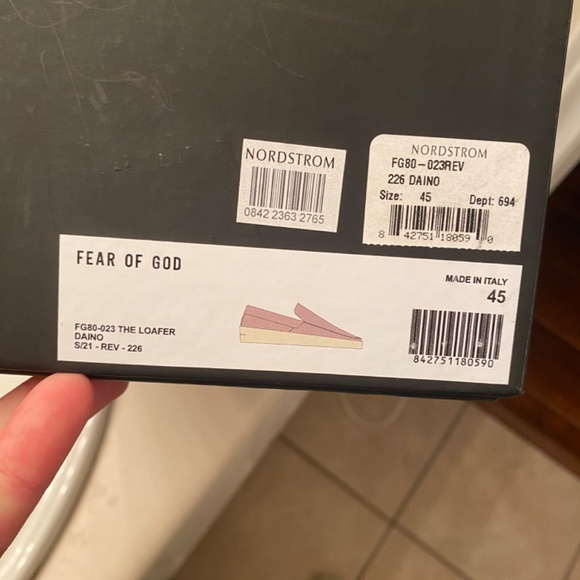 NORDSTROM
0842 2363 2765
NORDSTROM
FG80-023REV
226 DAINO
Size: 45 Dept: 694
8 42751 18059 0
FEAR OF GOD
MADE IN ITALY
45
FG80-023 THE LOAFER
DAINO
S/21 - REV - 226
842751180590